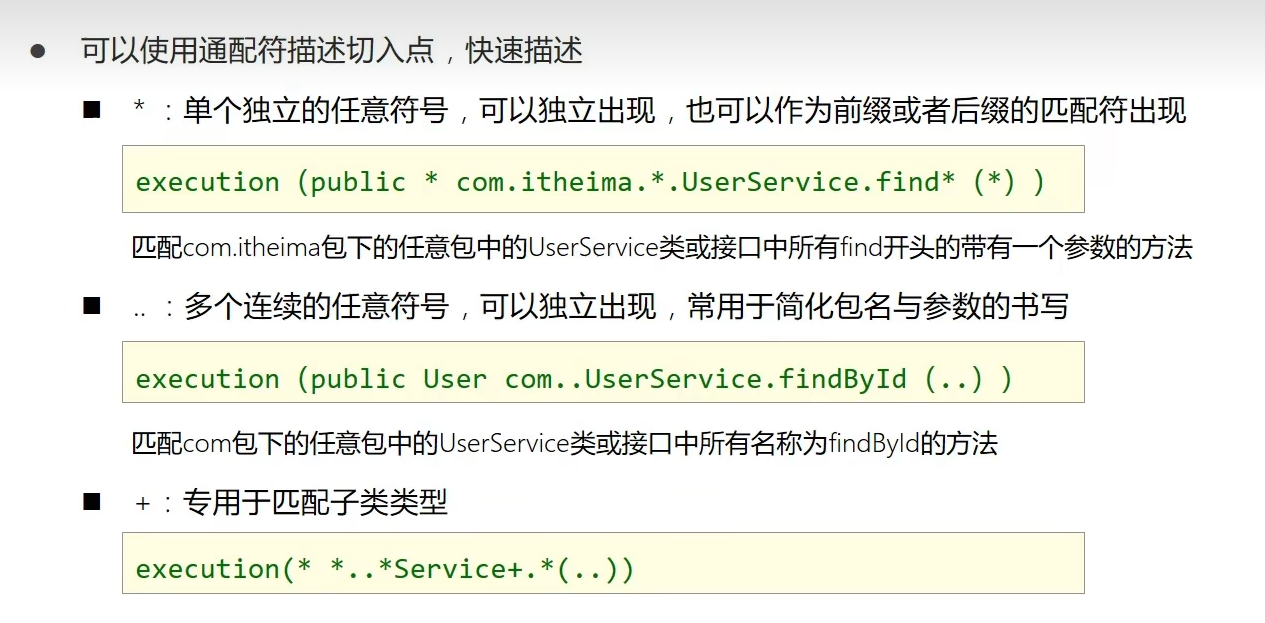 ● 可以使用通配符描述切入点，快速描述
■ * ：单个独立的任意符号，可以独立出现，也可以作为前缀或者后缀的匹配符出现
execution (public * com.itheima.*.UserService.find* (*) )
匹配com.itheima包下的任意包中的UserService类或接口中所有find开头的带有一个参数的方法
■ .. ：多个连续的任意符号，可以独立出现，常用于简化包名与参数的书写
execution (public User com..UserService.findById (..) )
匹配com包下的任意包中的UserService类或接口中所有名称为findById的方法
■ + ：专用于匹配子类类型
execution(* *..*Service+.*(..))